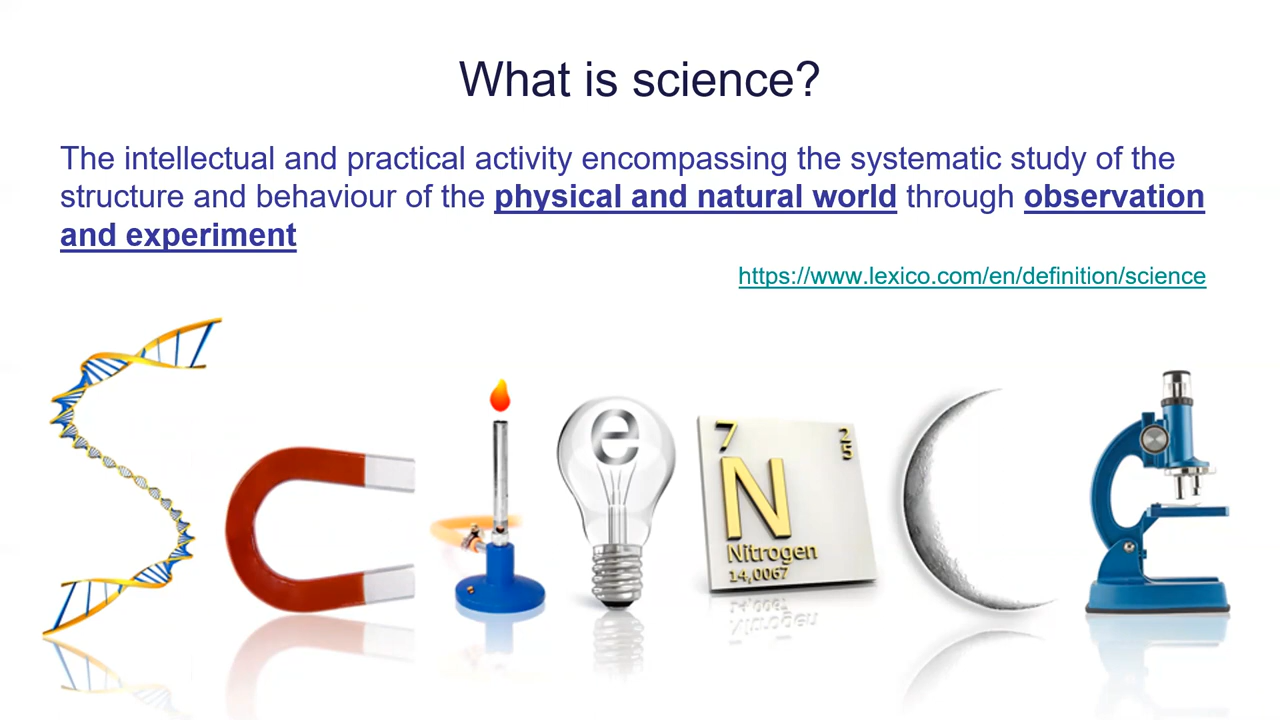 What is science?
The intellectual and practical activity encompassing the systematic study of the
structure and behaviour of the physical and natural world through observation
and experiment
https://www.lexico.com/en/definition/science
e
7
2
5
N
Nitrogen
14,0067